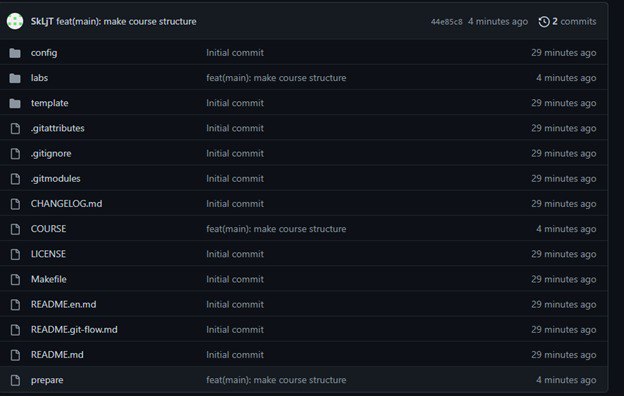 SkLjT feat(main): make course structure 44e85c8 4 minutes ago 2 commits
config Initial commit 29 minutes ago
labs feat(main): make course structure 4 minutes ago
template Initial commit 29 minutes ago
.gitattributes Initial commit 29 minutes ago
.gitignore Initial commit 29 minutes ago
.gitmodules Initial commit 29 minutes ago
CHANGELOG.md Initial commit 29 minutes ago
COURSE feat(main): make course structure 4 minutes ago
LICENSE Initial commit 29 minutes ago
Makefile Initial commit 29 minutes ago
README.en.md Initial commit 29 minutes ago
README.git-flow.md Initial commit 29 minutes ago
README.md Initial commit 29 minutes ago
prepare feat(main): make course structure 4 minutes ago